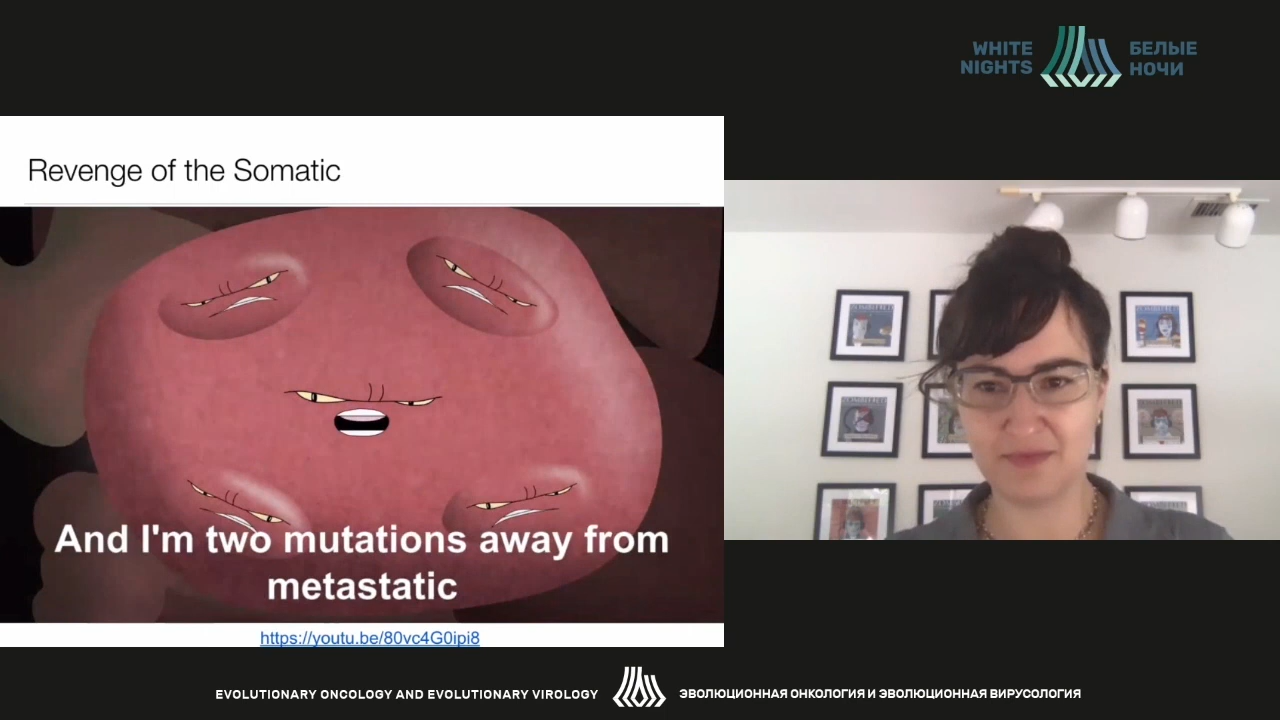 WHITE
NIGHTS
БЕЛЫЕ
НОЧИ
Revenge of the Somatic
And I'm two mutations away from
metastatic
https://youtu.be/80vc4G0ipi8
EVOLUTIONARY ONCOLOGY AND EVOLUTIONARY VIROLOGY
ЭВОЛЮЦИОННАЯ ОНКОЛОГИЯ И ЭВОЛЮЦИОННАЯ ВИРУСОЛОГИЯ